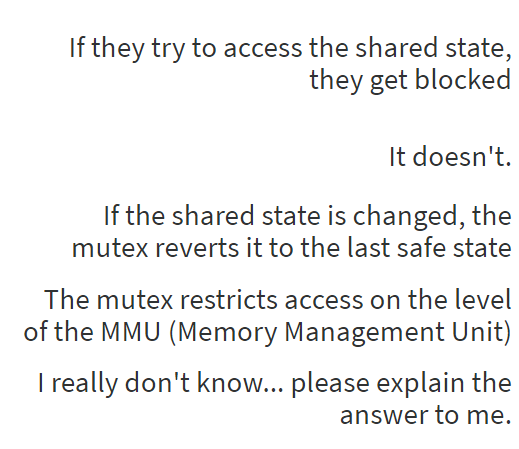 If they try to access the shared state,
they get blocked
It doesn't.
If the shared state is changed, the
mutex reverts it to the last safe state
The mutex restricts access on the level
of the MMU (Memory Management Unit)
I really don't know... please explain the
answer to me.